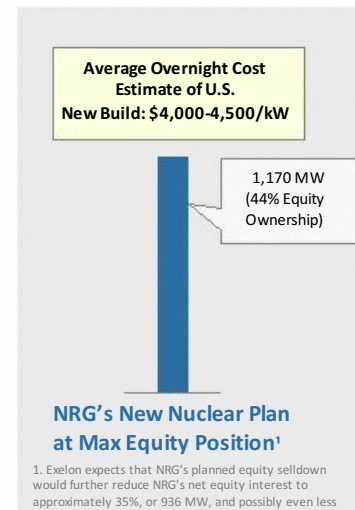 Average Overnight Cost
Estimate of U.S.
New Build: $4,000-4,500/kW
1,170 MW
(44% Equity
Ownership)
NRG's New Nuclear Plan
at Max Equity Position¹
1. Exelon expects that NRG's planned equity selldown
would further reduce NRG's net equity interest to
approximately 35%, or 936 MW, and possibly even less